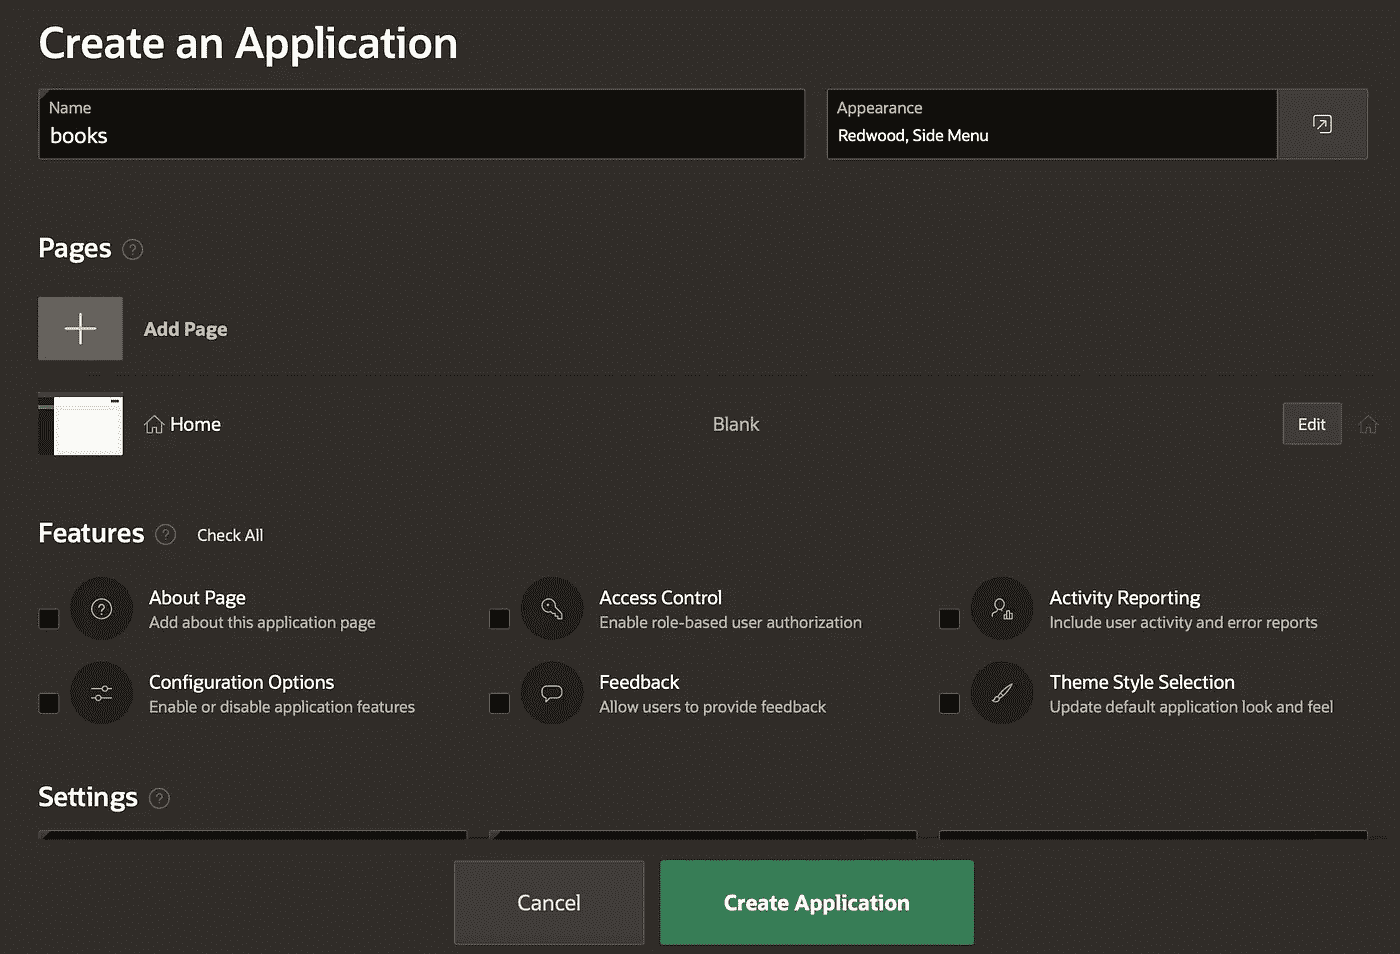 Create an Application
Name
books
Appearance
Redwood, Side Menu
Pages ?
Add Page
Home
Blank
Edit
Features ? Check All
About Page
Add about this application page
Access Control
Enable role-based user authorization
Activity Reporting
Include user activity and error reports
Configuration Options
Enable or disable application features
Feedback
Allow users to provide feedback
Theme Style Selection
Update default application look and feel
Settings ?
Cancel
Create Application